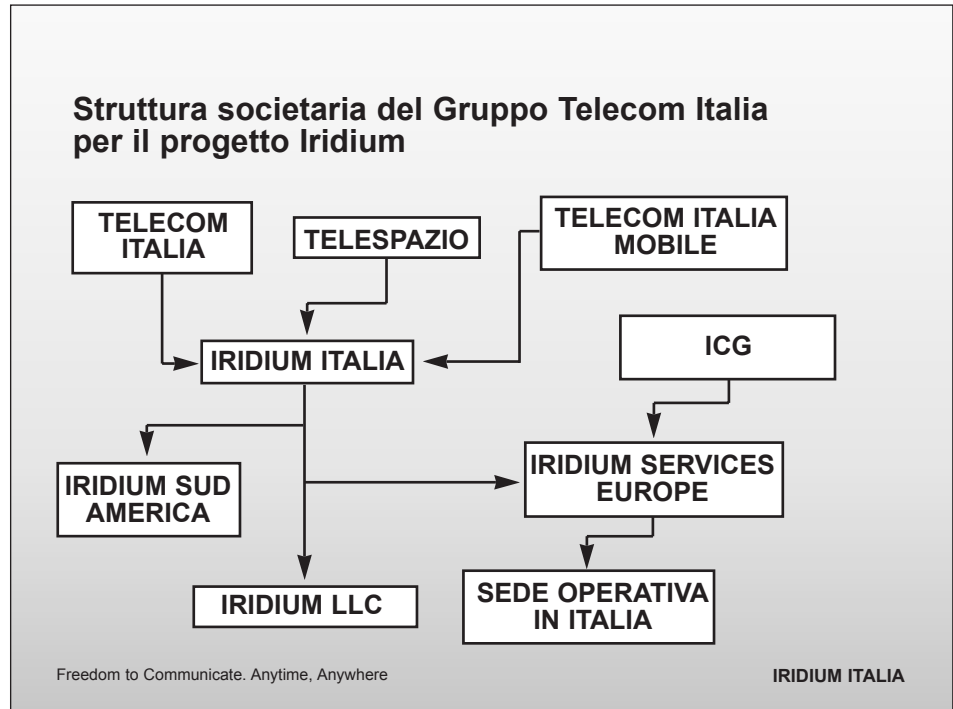 Struttura societaria del Gruppo Telecom Italia
per il progetto Iridium
TELECOM
ITALIA
TELESPAZIO
TELECOM ITALIA
MOBILE
IRIDIUM ITALIA
ICG
IRIDIUM SUD
AMERICA
IRIDIUM SERVICES
EUROPE
IRIDIUM LLC
SEDE OPERATIVA
IN ITALIA
Freedom to Communicate. Anytime, Anywhere
IRIDIUM ITALIA